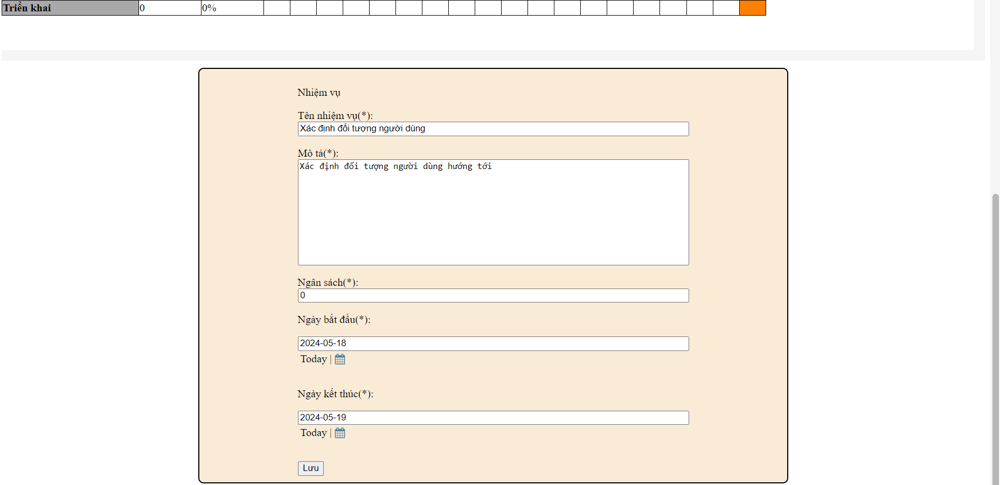 Triển khai 0 0%
Nhiệm vụ
Tên nhiệm vụ(*):
Xác định đối tượng người dùng
Mô tả(*):
Xác định đối tượng người dùng hướng tới
Ngân sách(*):
0
Ngày bắt đầu(*):
2024-05-18
Today |
Ngày kết thúc(*):
2024-05-19
Today |
Lưu